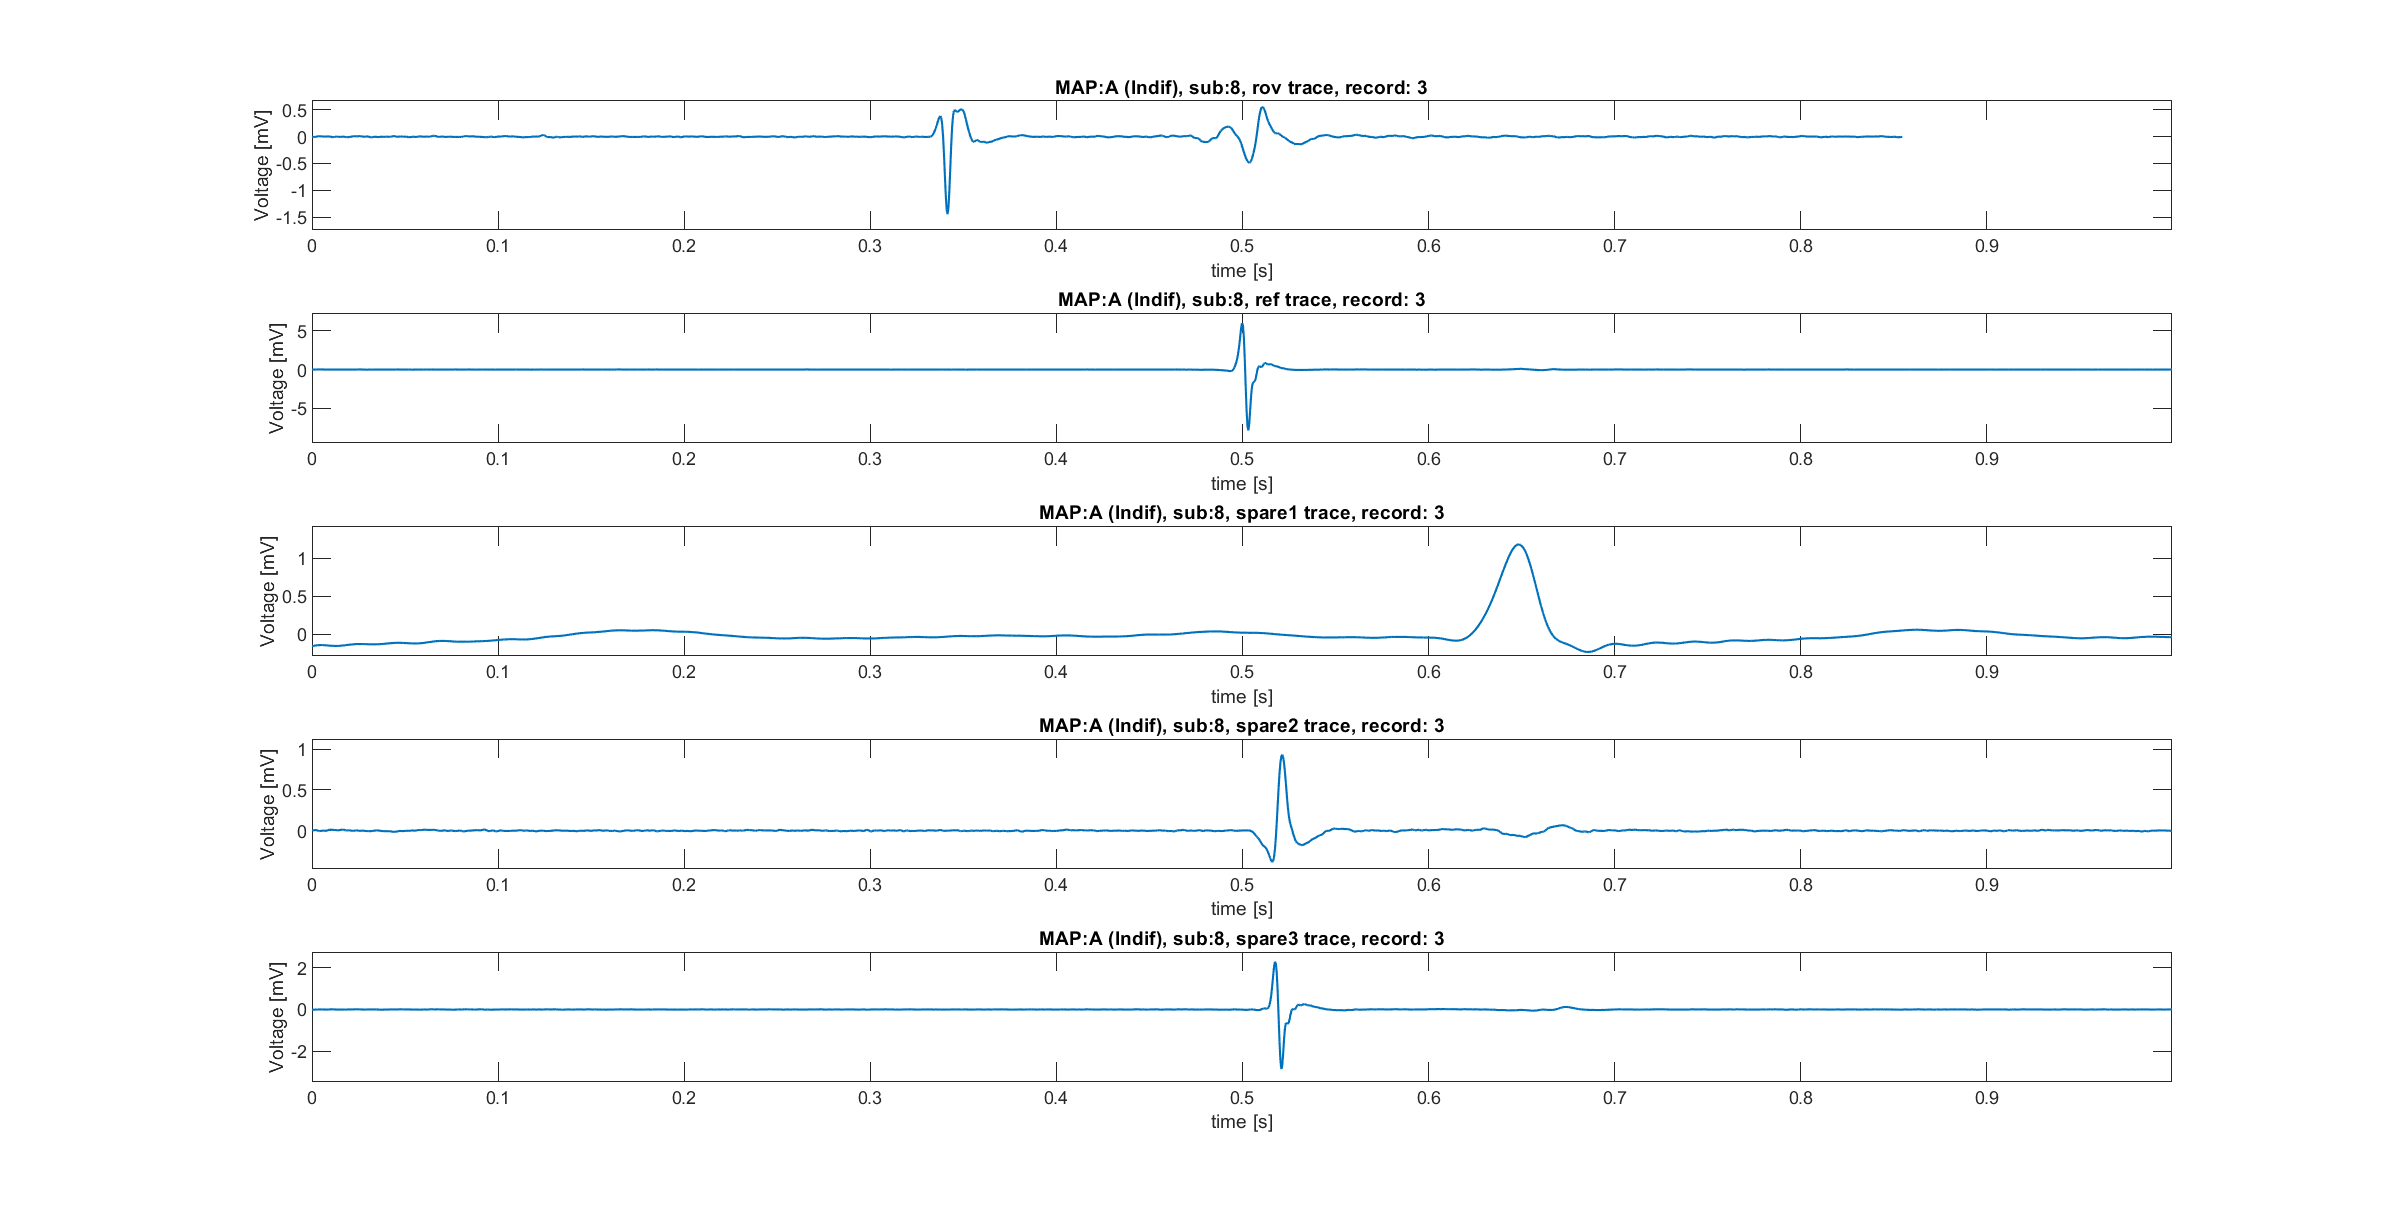 MAP:A (Indif), sub:8, rov trace, record: 3
Voltage [mV]
0.5
0
-0.5
-1
-1.5
0 0.1 0.2 0.3 0.4 0.5 0.6 0.7 0.8 0.9
time [s]
MAP:A (Indif), sub:8, ref trace, record: 3
Voltage [mV]
5
0
-5
0 0.1 0.2 0.3 0.4 0.5 0.6 0.7 0.8 0.9
time [s]
MAP:A (Indif), sub:8, spare1 trace, record: 3
Voltage [mV]
1
0.5
0
0 0.1 0.2 0.3 0.4 0.5 0.6 0.7 0.8 0.9
time [s]
MAP:A (Indif), sub:8, spare2 trace, record: 3
Voltage [mV]
1
0.5
0
0 0.1 0.2 0.3 0.4 0.5 0.6 0.7 0.8 0.9
time [s]
MAP:A (Indif), sub:8, spare3 trace, record: 3
Voltage [mV]
2
0
-2
0 0.1 0.2 0.3 0.4 0.5 0.6 0.7 0.8 0.9
time [s]